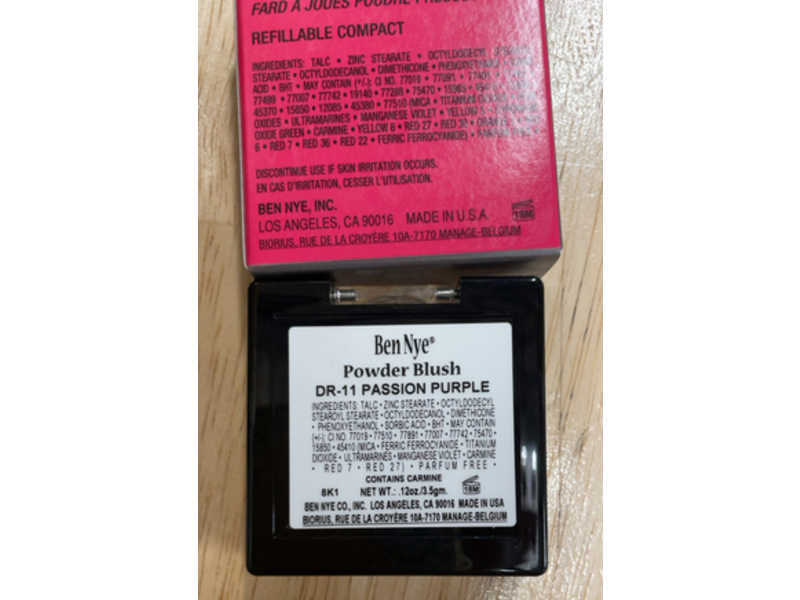 FARD À JOUES POUDRE
REFILLABLE COMPACT
INGREDIENTS: TALC • ZINC STEARATE • OCTYLDODECYL
STEARATE • OCTYLDODECANOL • DIMETHICONE • PHENOXYETHANOL
ACID • BHT • MAY CONTAIN (+/-): CI NO. 77019 • 77891 •
77499 • 77007 • 77742 • 19140 • 77288 • 75470 • 15985
45370 • 15850 • 12085 • 45380 • 77510 (MICA • TITANIUM
OXIDES • ULTRAMARINES • MANGANESE VIOLET •
OXIDE GREEN • CARMINE • YELLOW 6 • RED 27 •
6 • RED 7 • RED 36 • RED 22 • FERRIC FERROCYANIDE) •
DISCONTINUE USE IF SKIN IRRITATION OCCURS.
EN CAS D'IRRITATION, CESSER L'UTILISATION.
BEN NYE, INC.
LOS ANGELES, CA 90016 MADE IN U.S.A. 18M
BIORIUS, RUE DE LA CROYÈRE 10A-7170 MANAGE-BELGIUM
Ben Nye®
Powder Blush
DR-11 PASSION PURPLE
INGREDIENTS: TALC • ZINC STEARATE • OCTYLDODECYL
STEAROYL STEARATE • OCTYLDODECANOL • DIMETHICONE
• PHENOXYETHANOL • SORBIC ACID • BHT • MAY CONTAIN
(+/-): CI NO. 77019 • 77510 • 77891 • 77007 • 77742 • 75470 •
15850 • 45410 (MICA • FERRIC FERROCYANIDE • TITANIUM
DIOXIDE • ULTRAMARINES • MANGANESE VIOLET • CARMINE
• RED 7 • RED 27) • PARFUM FREE •
CONTAINS CARMINE
8K1 NET WT.: .12oz./3.5gm. 18M
BEN NYE CO., INC. LOS ANGELES, CA 90016 MADE IN USA
BIORIUS, RUE DE LA CROYÈRE 10A-7170 MANAGE-BELGIUM